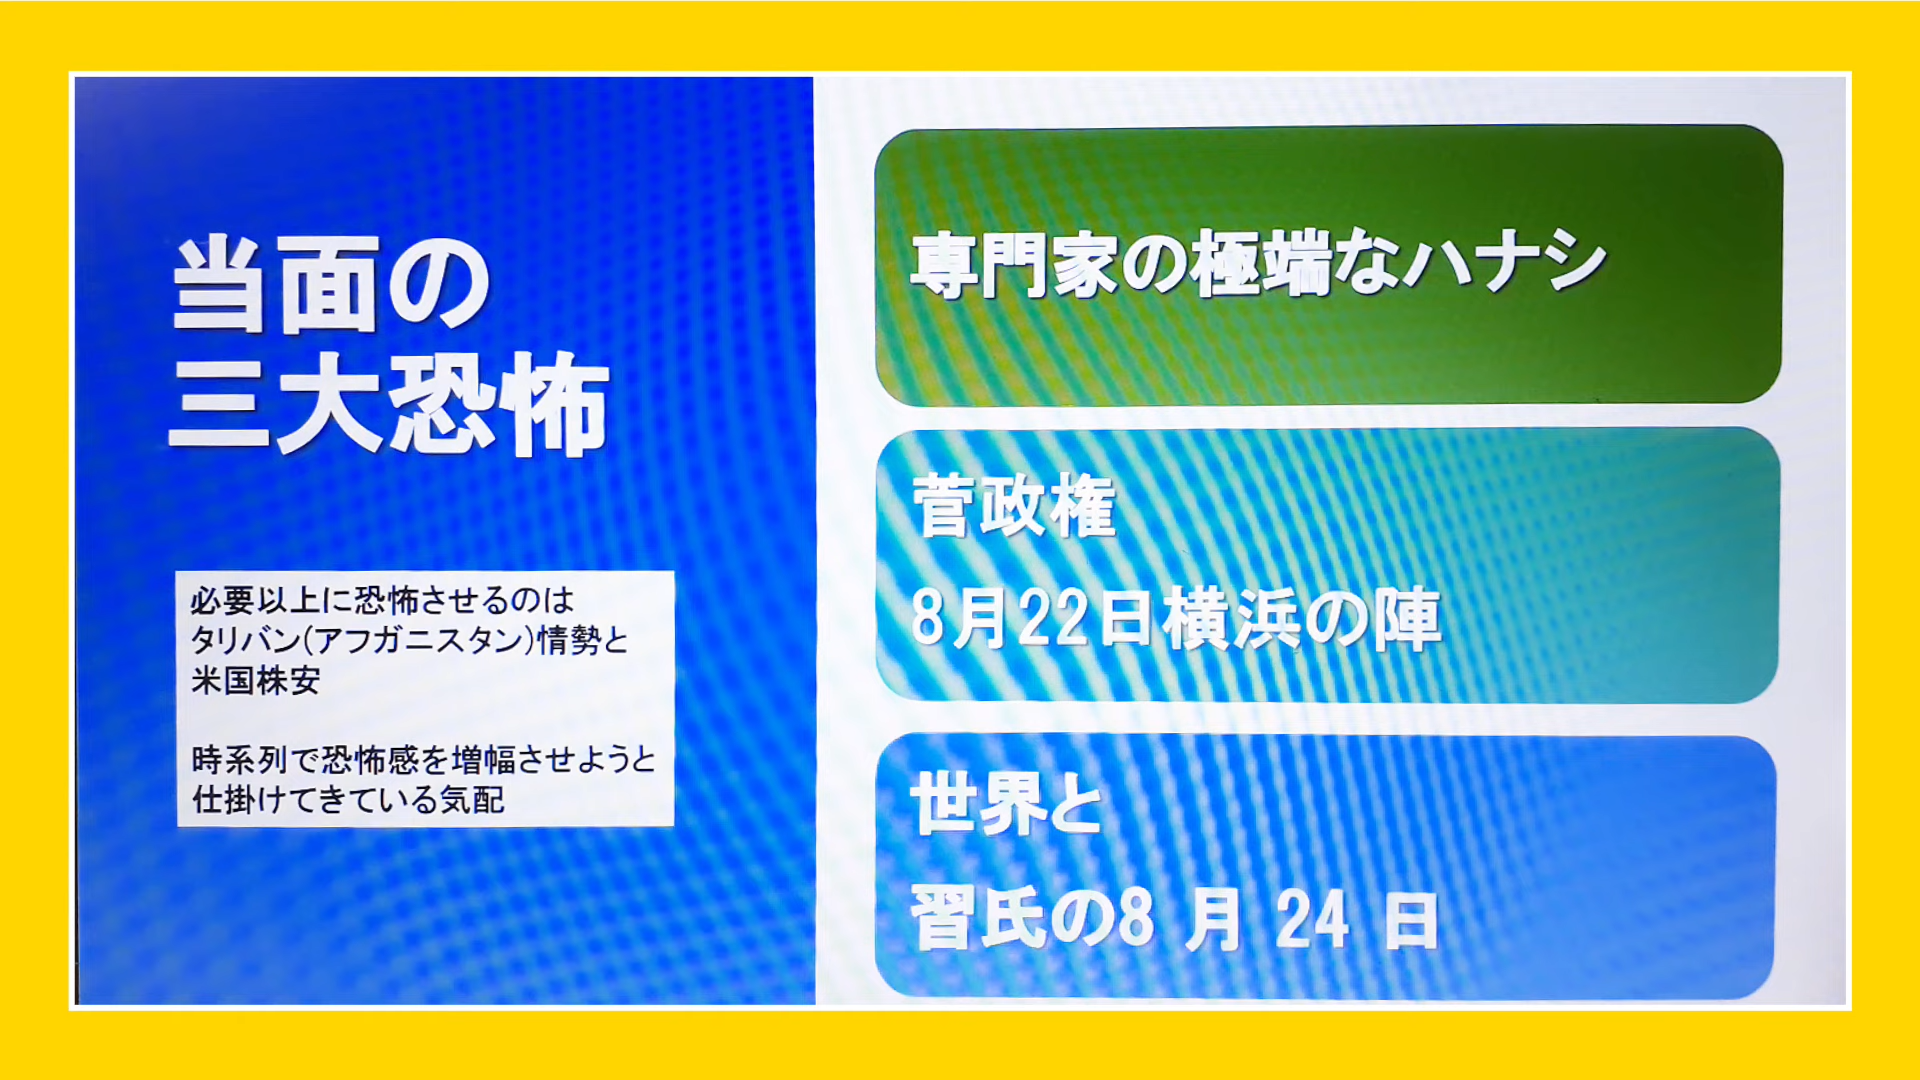 当面の
三大恐怖
必要以上に恐怖させるのは
タリバン(アフガニスタン)情勢と
米国株安
時系列で恐怖感を増幅させようと
仕掛けてきている気配
専門家の極端なハナシ
菅政権
8月22日横浜の陣
世界と
習氏の8 月 24 日